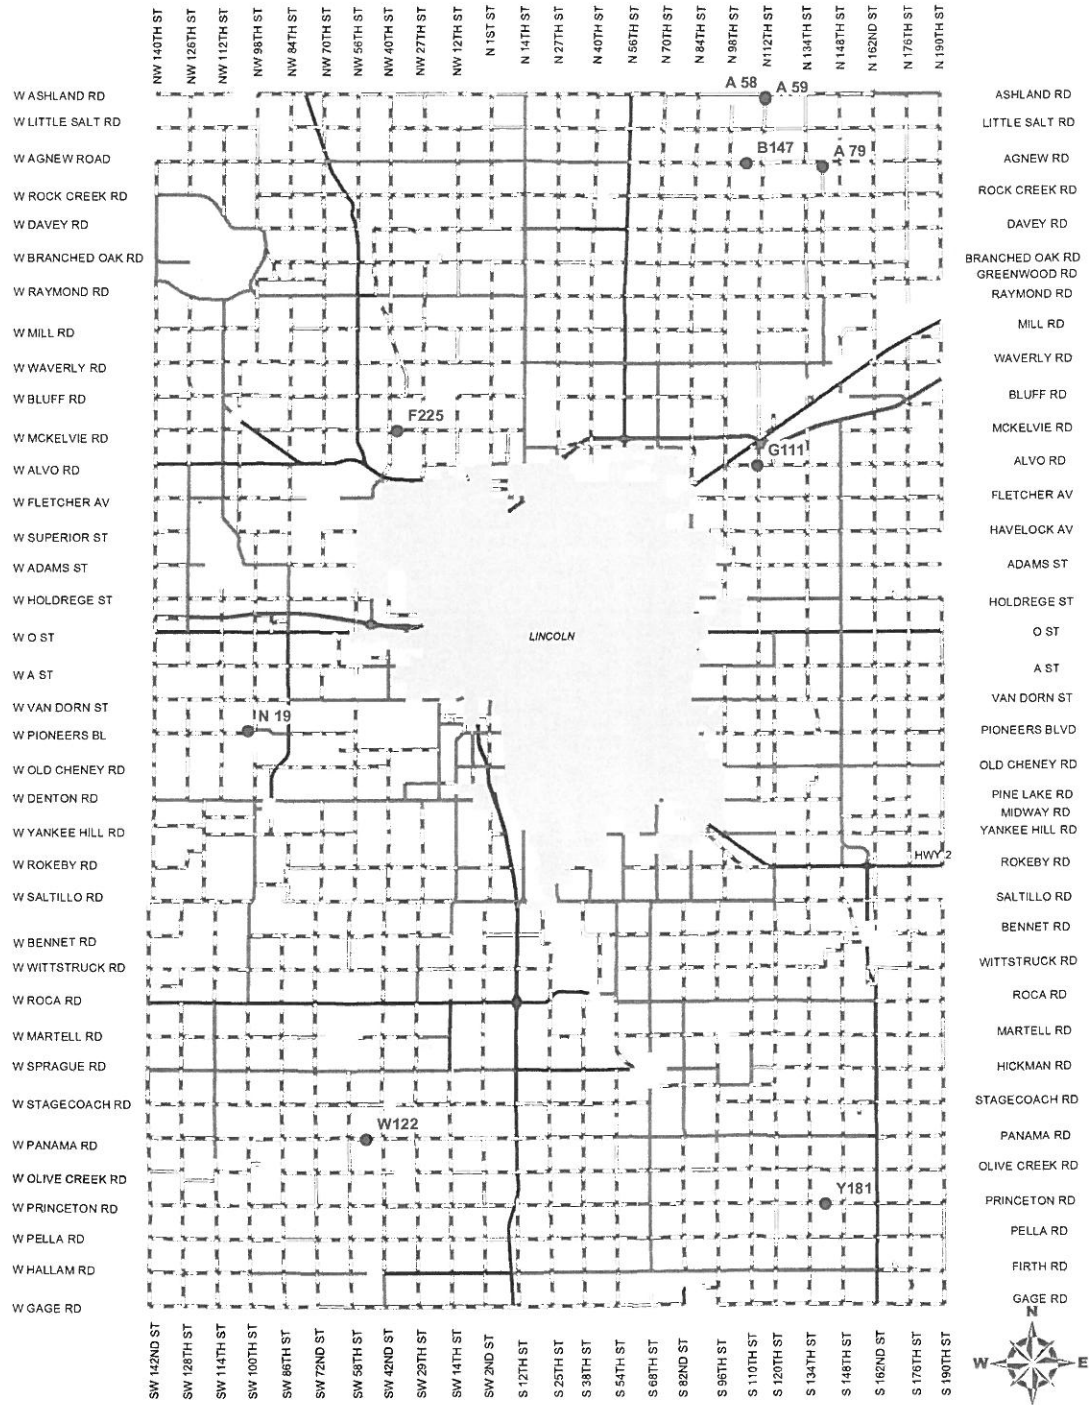 NW 140TH ST
NW 126TH ST
NW 112TH ST
NW 98TH ST
NW 84TH ST
NW 70TH ST
NW 56TH ST
NW 40TH ST
NW 27TH ST
NW 12TH ST
N 1ST ST
N 14TH ST
N 27TH ST
N 40TH ST
N 56TH ST
N 70TH ST
N 84TH ST
N 98TH ST
N112TH ST
N 134TH ST
N 148TH ST
N 162ND ST
N 176TH ST
N 190TH ST
A 58 A 59
W ASHLAND RD ASHLAND RD
W LITTLE SALT RD LITTLE SALT RD
B147 A 79
W AGNEW ROAD AGNEW RD
W ROCK CREEK RD ROCK CREEK RD
W DAVEY RD DAVEY RD
W BRANCHED OAK RD BRANCHED OAK RD
GREENWOOD RD
W RAYMOND RD RAYMOND RD
W MILL RD MILL RD
W WAVERLY RD WAVERLY RD
W BLUFF RD BLUFF RD
F225
W MCKELVIE RD MCKELVIE RD
G111
W ALVO RD ALVO RD
W FLETCHER AV FLETCHER AV
W SUPERIOR ST HAVELOCK AV
W ADAMS ST ADAMS ST
W HOLDREGE ST HOLDREGE ST
W O ST LINCOLN O ST
W A ST A ST
W VAN DORN ST VAN DORN ST
N 19
W PIONEERS BL PIONEERS BLVD
W OLD CHENEY RD OLD CHENEY RD
W DENTON RD PINE LAKE RD
MIDWAY RD
W YANKEE HILL RD YANKEE HILL RD
HWY 2
W ROKEBY RD ROKEBY RD
W SALTILLO RD SALTILLO RD
W BENNET RD BENNET RD
W WITTSTRUCK RD WITTSTRUCK RD
W ROCA RD ROCA RD
W MARTELL RD MARTELL RD
W SPRAGUE RD HICKMAN RD
W STAGECOACH RD STAGECOACH RD
W122
W PANAMA RD PANAMA RD
W OLIVE CREEK RD OLIVE CREEK RD
Y181
W PRINCETON RD PRINCETON RD
W PELLA RD PELLA RD
W HALLAM RD FIRTH RD
W GAGE RD GAGE RD
N
W E
S
SW 142ND ST
SW 128TH ST
SW 114TH ST
SW 100TH ST
SW 86TH ST
SW 72ND ST
SW 58TH ST
SW 42ND ST
SW 29TH ST
SW 14TH ST
SW 2ND ST
S 12TH ST
S 25TH ST
S 38TH ST
S 54TH ST
S 68TH ST
S 82ND ST
S 96TH ST
S 110TH ST
S 120TH ST
S 134TH ST
S 148TH ST
S 162ND ST
S 176TH ST
S 190TH ST